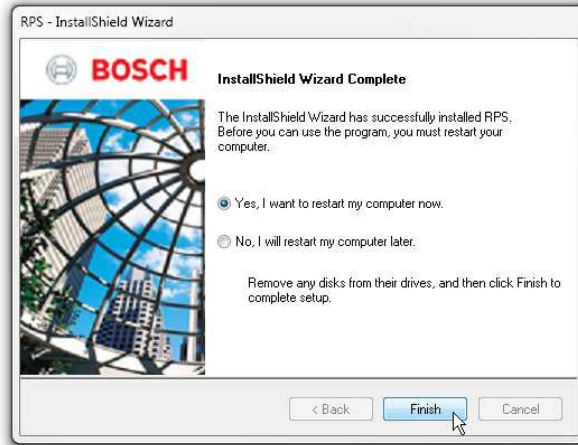 RPS - InstallShield Wizard
BOSCH
InstallShield Wizard Complete
The InstallShield Wizard has successfully installed RPS.
Before you can use the program, you must restart your
computer.
Yes, I want to restart my computer now.
No, I will restart my computer later.
Remove any disks from their drives, and then click Finish to
complete setup.
< Back
Finish
Cancel